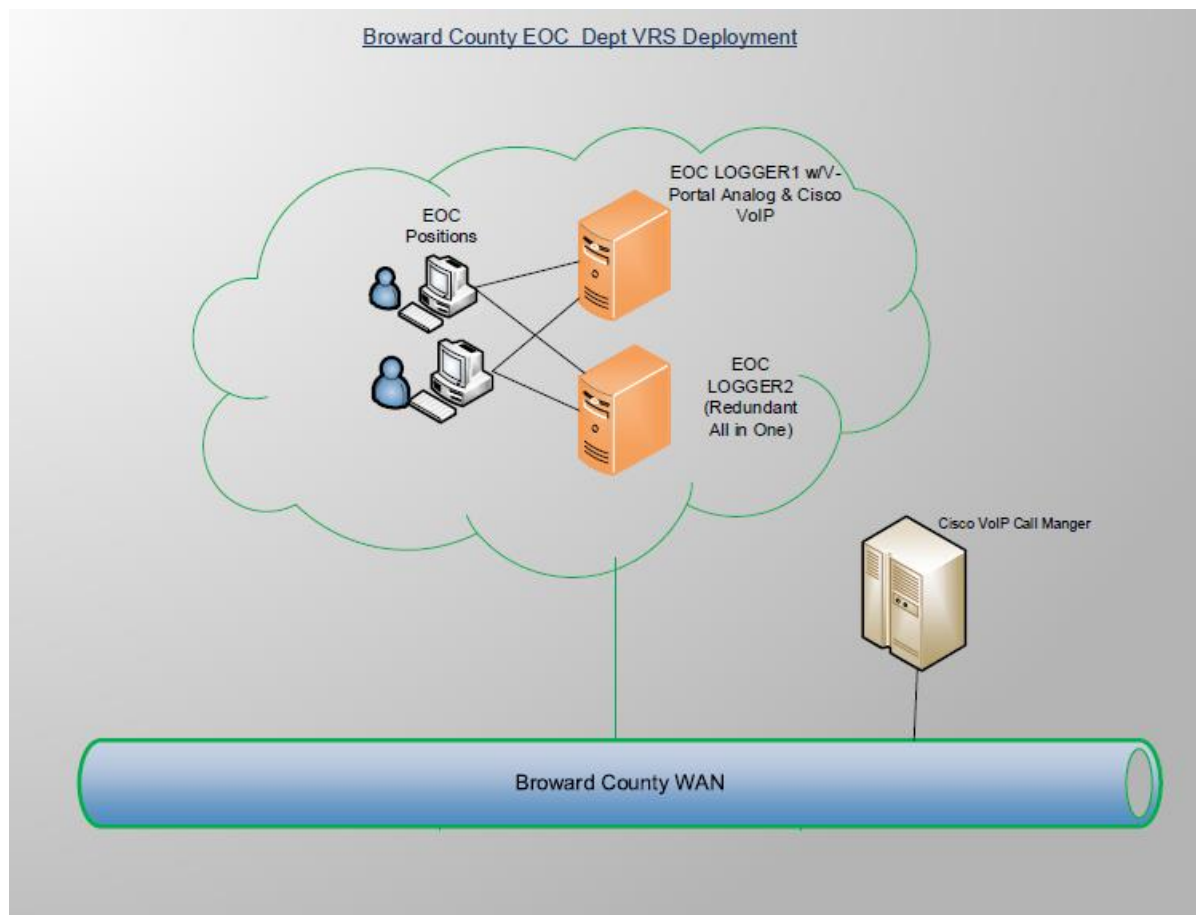 Broward County EOC Dept VRS Deployment
EOC LOGGER1 w/V-
Portal Analog & Cisco
VoIP
EOC
Positions
EOC
LOGGER2
(Redundant
All in One)
Cisco VoIP Call Manger
Broward County WAN